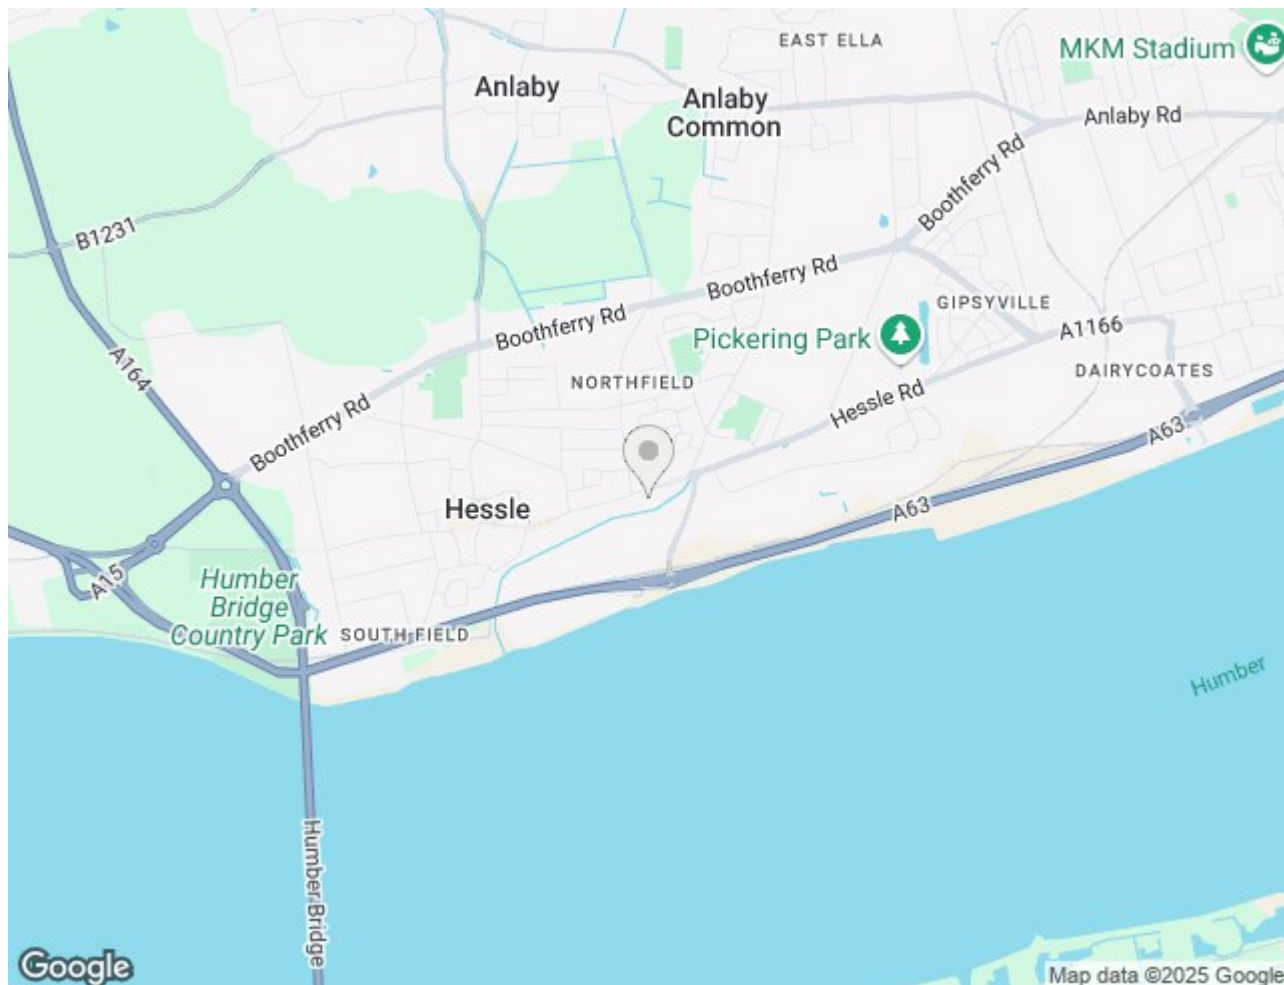 EAST ELLA
MKM Stadium
Anlaby
Anlaby
Common
Anlaby Rd
Boothferry Rd
B1231
Boothferry Rd
GIPSYVILLE
Boothferry Rd
A1166
Pickering Park
A164
NORTHFIELD
DAIRYCOATES
Hessle Rd
Boothferry Rd
A63
Hessle
A63
A15
Humber
Bridge
Country Park
SOUTH FIELD
Humber
Humber Bridge
Google
Map data ©2025 Google